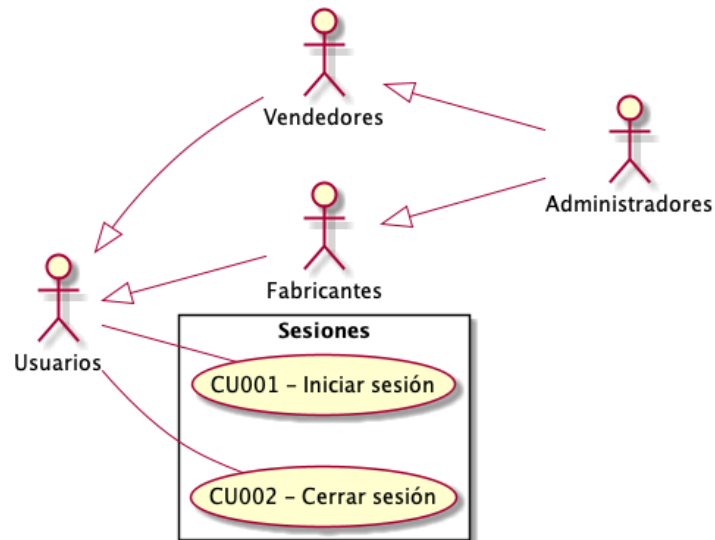 Vendedores
Administradores
Fabricantes
Usuarios
Sesiones
CU001 – Iniciar sesión
CU002 – Cerrar sesión